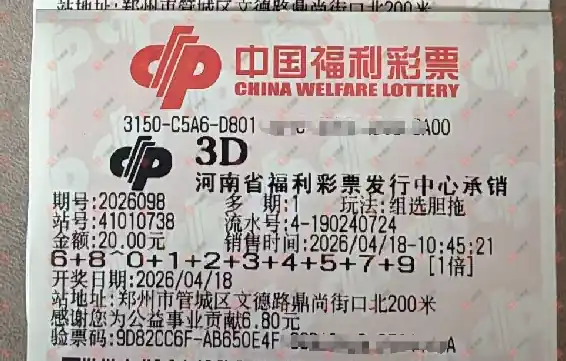 站地址:郑州市管城区文德路鼎尚街口北200米
中国福利彩票
CHINA WELFARE LOTTERY
3150-C5A6-D801
3D
河南省福利彩票发行中心承销
期号:2026098 多 期:1 玩法:组选胆拖
站号:41010738 流水号:4-190240724
金额:20.00元 销售时间:2026/04/18-10:45:21
6+8^0+1+2+3+4+5+7+9 [1倍]
开奖日期:2026/04/18
站地址:郑州市管城区文德路鼎尚街口北200米
感谢您为公益事业贡献6.80元
验票码:9D82CC6F-AB650E4F